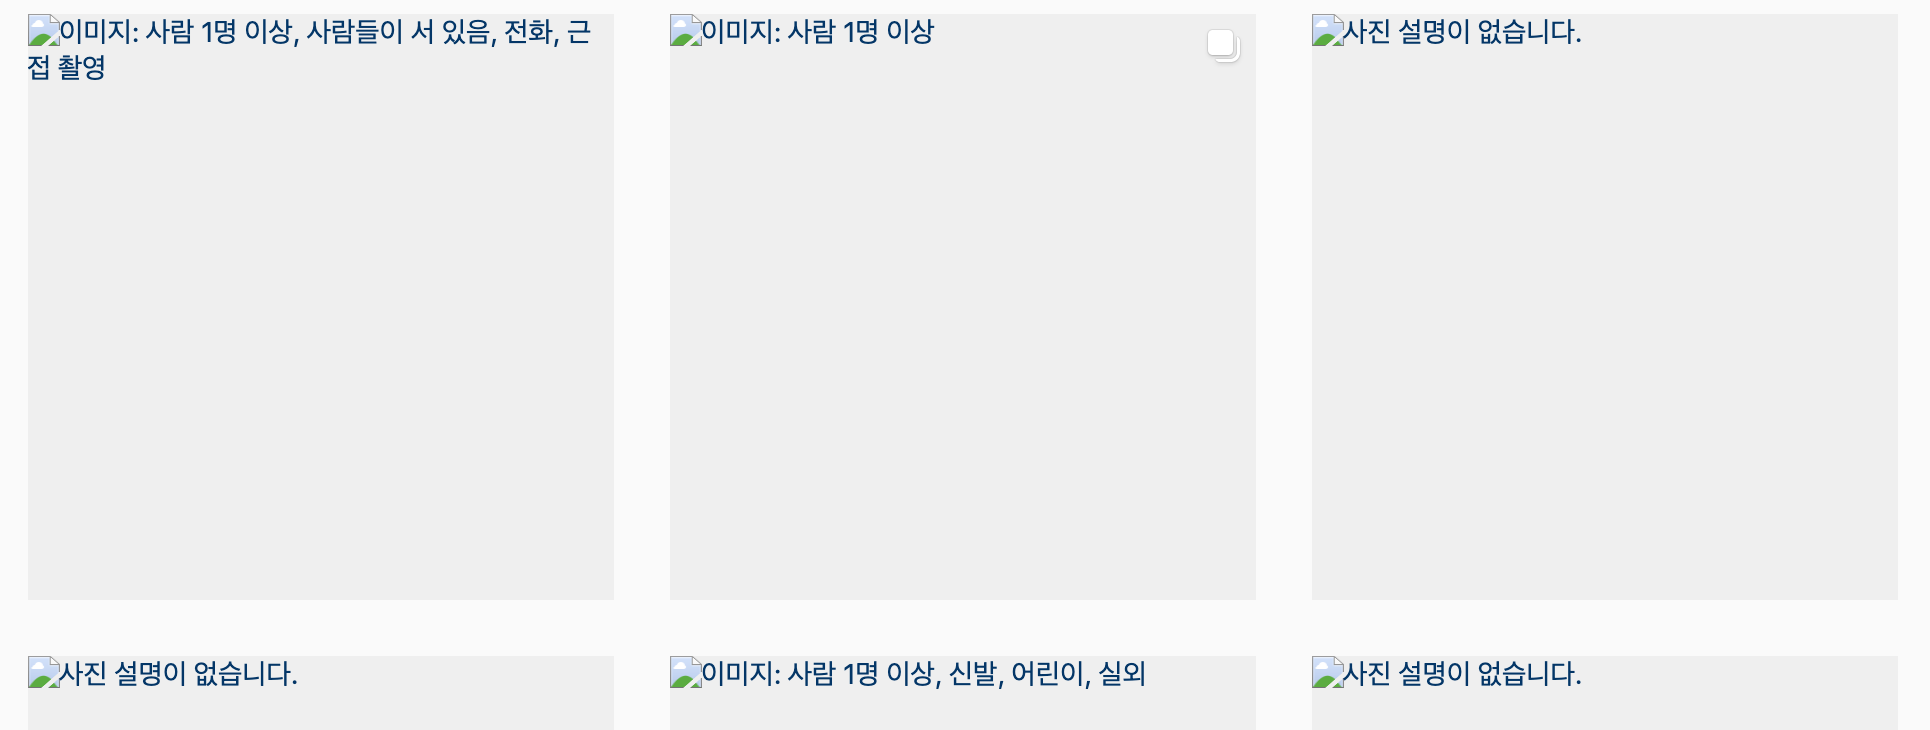 이미지: 사람 1명 이상, 사람들이 서 있음, 전화, 근
접 촬영
이미지: 사람 1명 이상
사진 설명이 없습니다.
사진 설명이 없습니다.
이미지: 사람 1명 이상, 신발, 어린이, 실외
사진 설명이 없습니다.